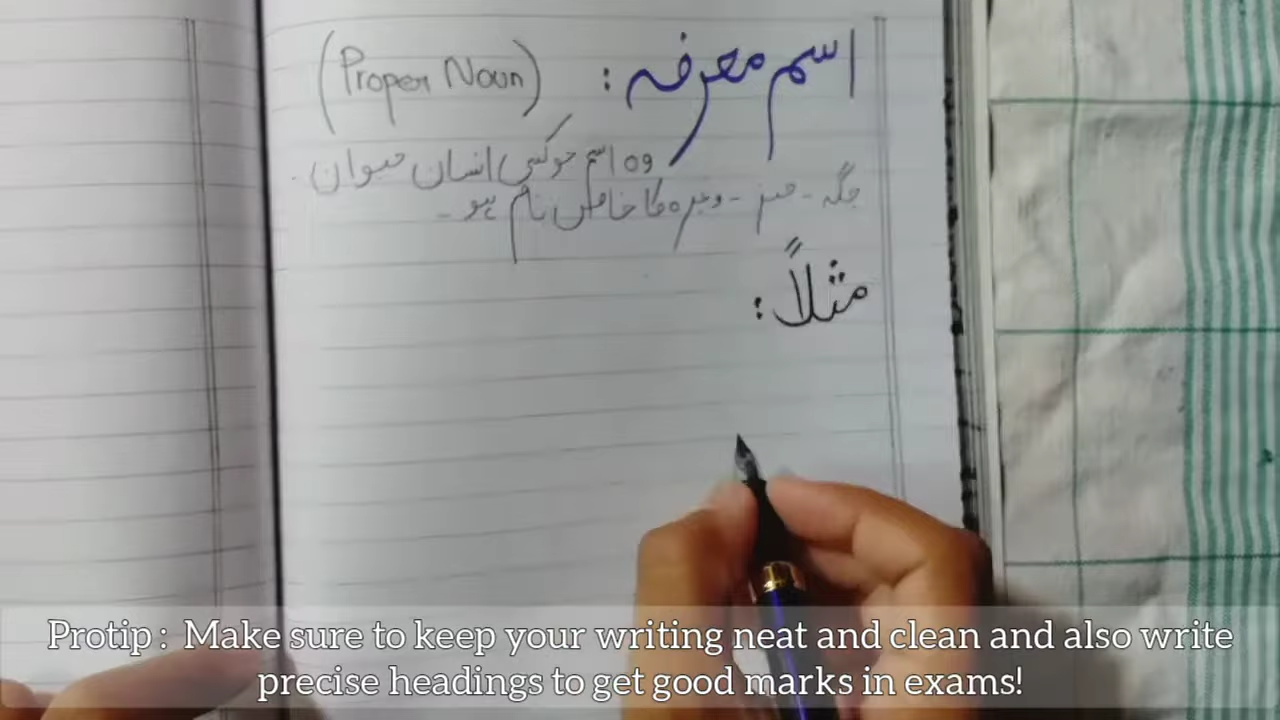 اسم معرفہ : (Proper Noun)
وہ اسم جو کسی انسان حیوان -
جگہ - چیز - وغیرہ کا خاص نام ہو -
مثلاً :
Protip : Make sure to keep your writing neat and clean and also write
precise headings to get good marks in exams!